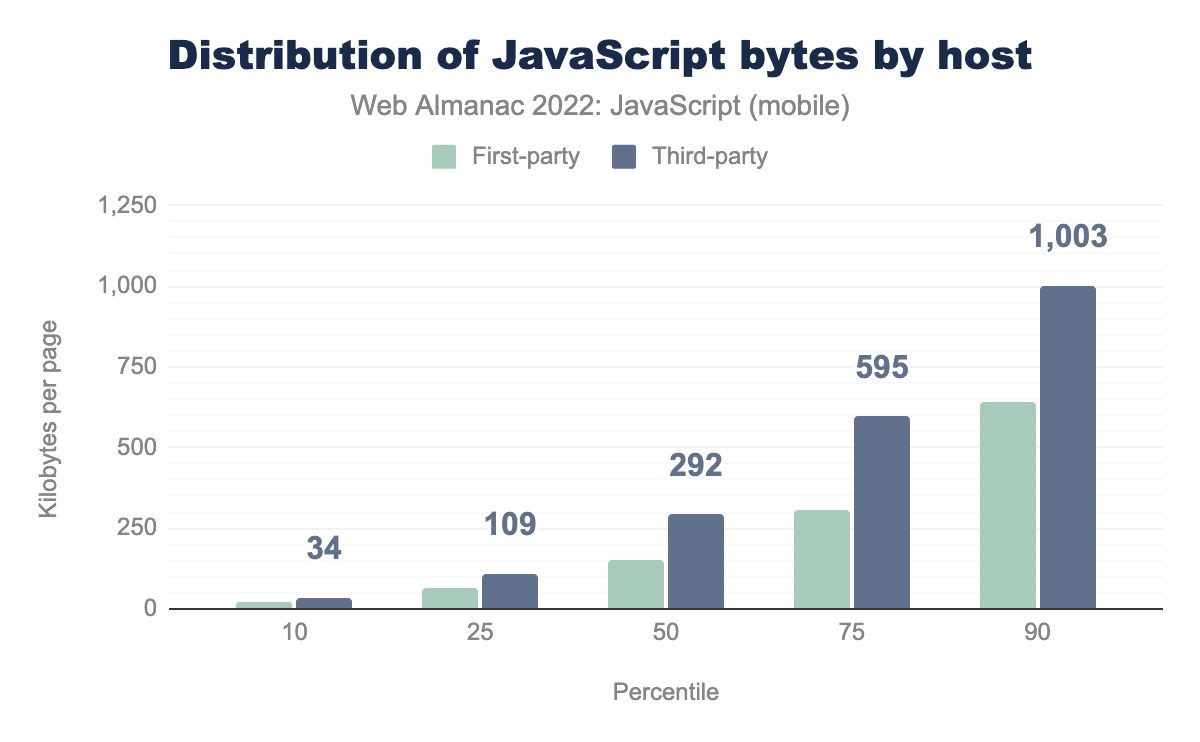 Distribution of JavaScript bytes by host
Web Almanac 2022: JavaScript (mobile)
First-party Third-party
1,250
1,000
750
500
250
0
Kilobytes per page
34
109
292
595
1,003
10 25 50 75 90
Percentile